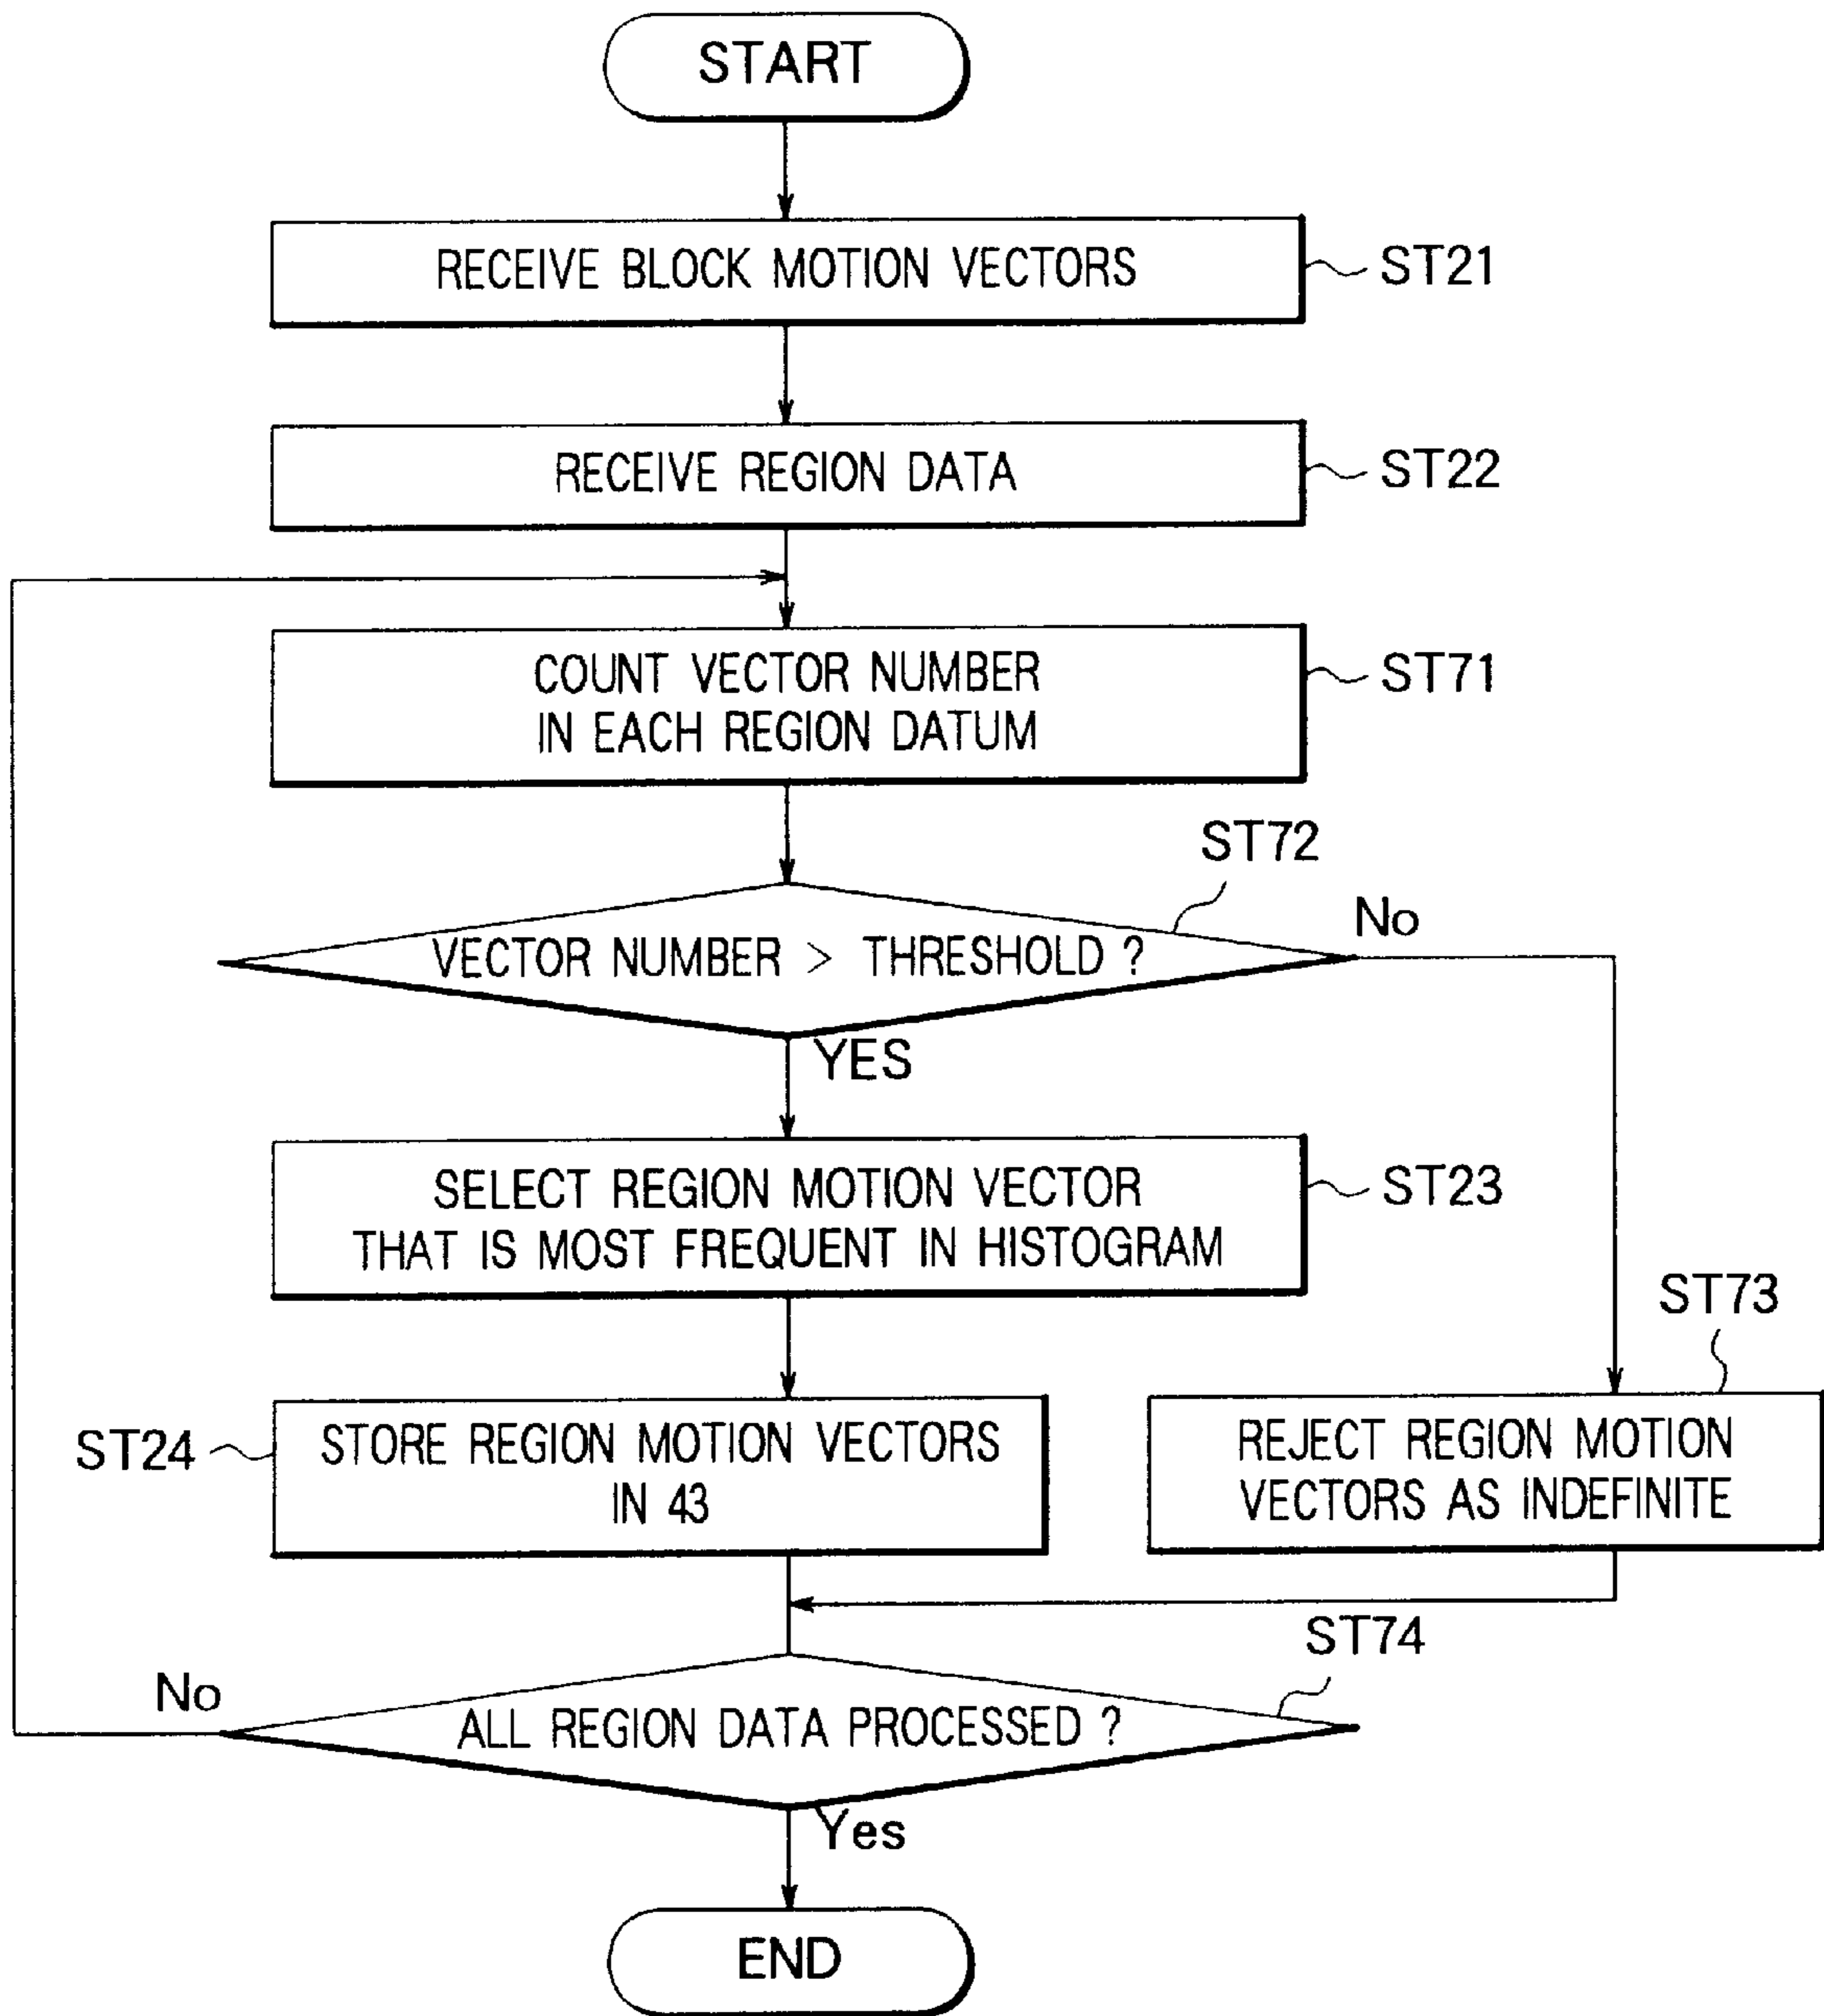 START
RECEIVE BLOCK MOTION VECTORS
ST21
RECEIVE REGION DATA
ST22
COUNT VECTOR NUMBER
IN EACH REGION DATUM
ST71
ST72
VECTOR NUMBER > THRESHOLD ?
No
YES
SELECT REGION MOTION VECTOR
THAT IS MOST FREQUENT IN HISTOGRAM
ST23
ST73
ST24
STORE REGION MOTION VECTORS
IN 43
REJECT REGION MOTION
VECTORS AS INDEFINITE
ST74
No
ALL REGION DATA PROCESSED ?
Yes
END